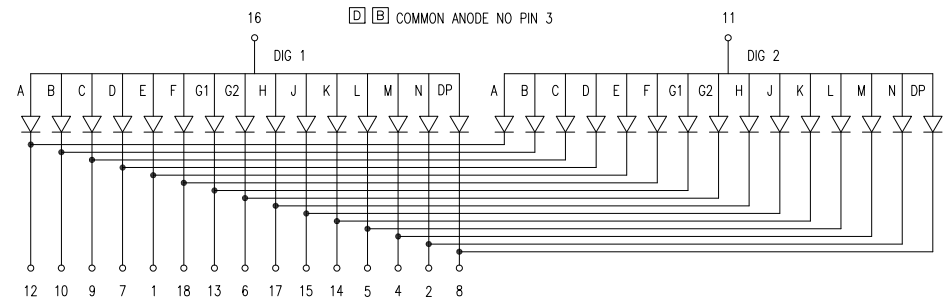 16 D B COMMON ANODE NO PIN 3 11
DIG 1 DIG 2
A B C D E F G1 G2 H J K L M N DP A B C D E F G1 G2 H J K L M N DP
12 10 9 7 1 18 13 6 17 15 14 5 4 2 8